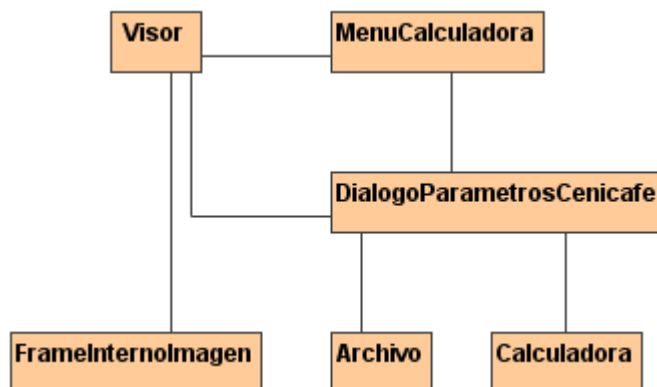 Visor
MenuCalculadora
DialogoParametrosCenicafe
FrameInternoImagen
Archivo
Calculadora